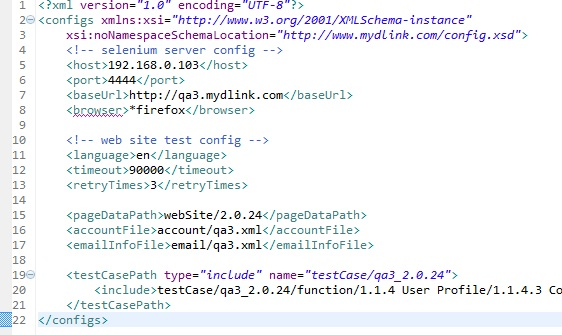 1 <?xml version="1.0" encoding="UTF-8"?>
2 <configs xmlns:xsi="http://www.w3.org/2001/XMLSchema-instance"
3 xsi:noNamespaceSchemaLocation="http://www.mydlink.com/config.xsd">
4 <!-- selenium server config -->
5 <host>192.168.0.103</host>
6 <port>4444</port>
7 <baseUrl>http://qa3.mydlink.com</baseUrl>
8 <browser>*firefox</browser>
9
10 <!-- web site test config -->
11 <language>en</language>
12 <timeout>90000</timeout>
13 <retryTimes>3</retryTimes>
14
15 <pageDataPath>webSite/2.0.24</pageDataPath>
16 <accountFile>account/qa3.xml</accountFile>
17 <emailInfoFile>email/qa3.xml</emailInfoFile>
18
19 <testCasePath type="include" name="testCase/qa3_2.0.24">
20 <include>testCase/qa3_2.0.24/function/1.1.4 User Profile/1.1.4.3 Co
21 </testCasePath>
22 </configs>